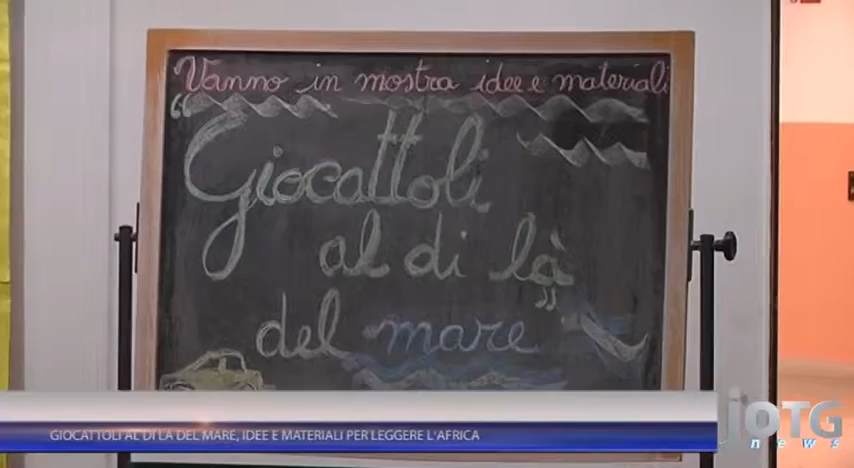 Vanno in mostra idee e materiali
"Giocattoli
al di là"
del mare
GIOCATTOLI AL DI LA DEL MARE, IDEE E MATERIALI PER LEGGERE L'AFRICA
JOTG
news